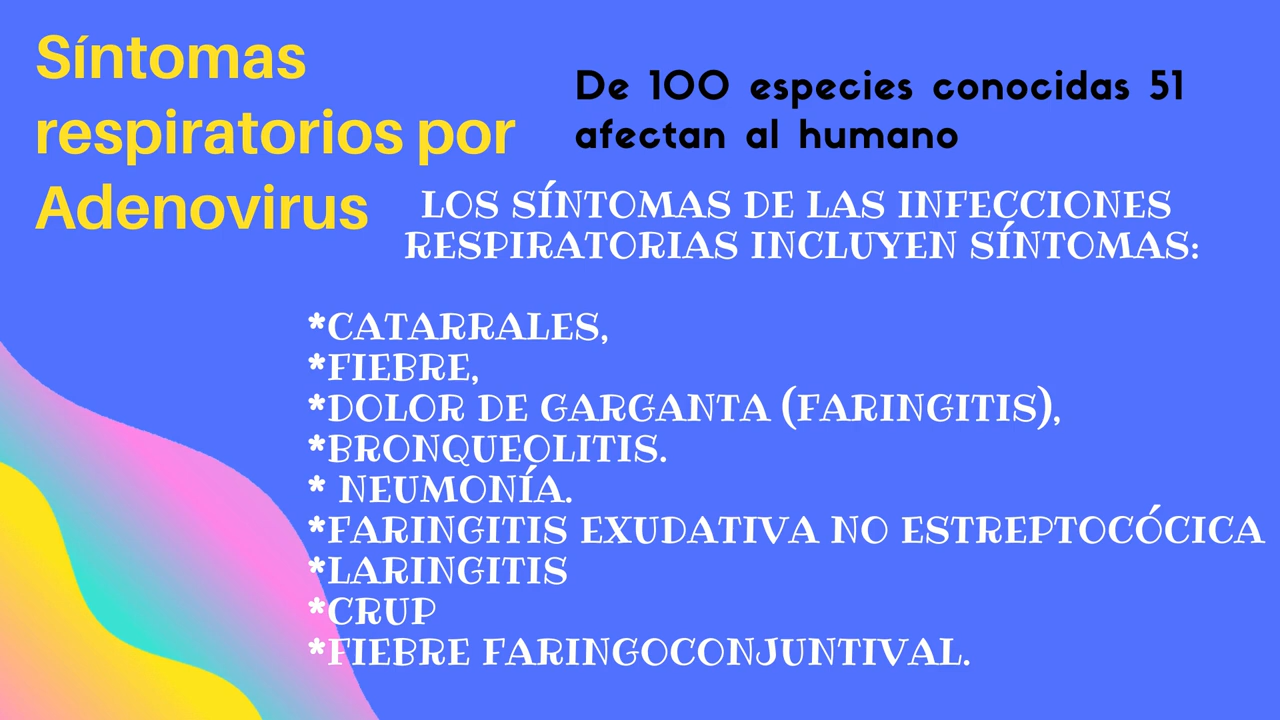 Síntomas
respiratorios por
Adenovirus
De 100 especies conocidas 51
afectan al humano
LOS SÍNTOMAS DE LAS INFECCIONES
RESPIRATORIAS INCLUYEN SÍNTOMAS:
*CATARRALES,
*FIEBRE,
*DOLOR DE GARGANTA (FARINGITIS),
*BRONQUEOLITIS.
* NEUMONÍA.
*FARINGITIS EXUDATIVA NO ESTREPTOCÓCICA
*LARINGITIS
*CRUP
*FIEBRE FARINGOCONJUNTIVAL.